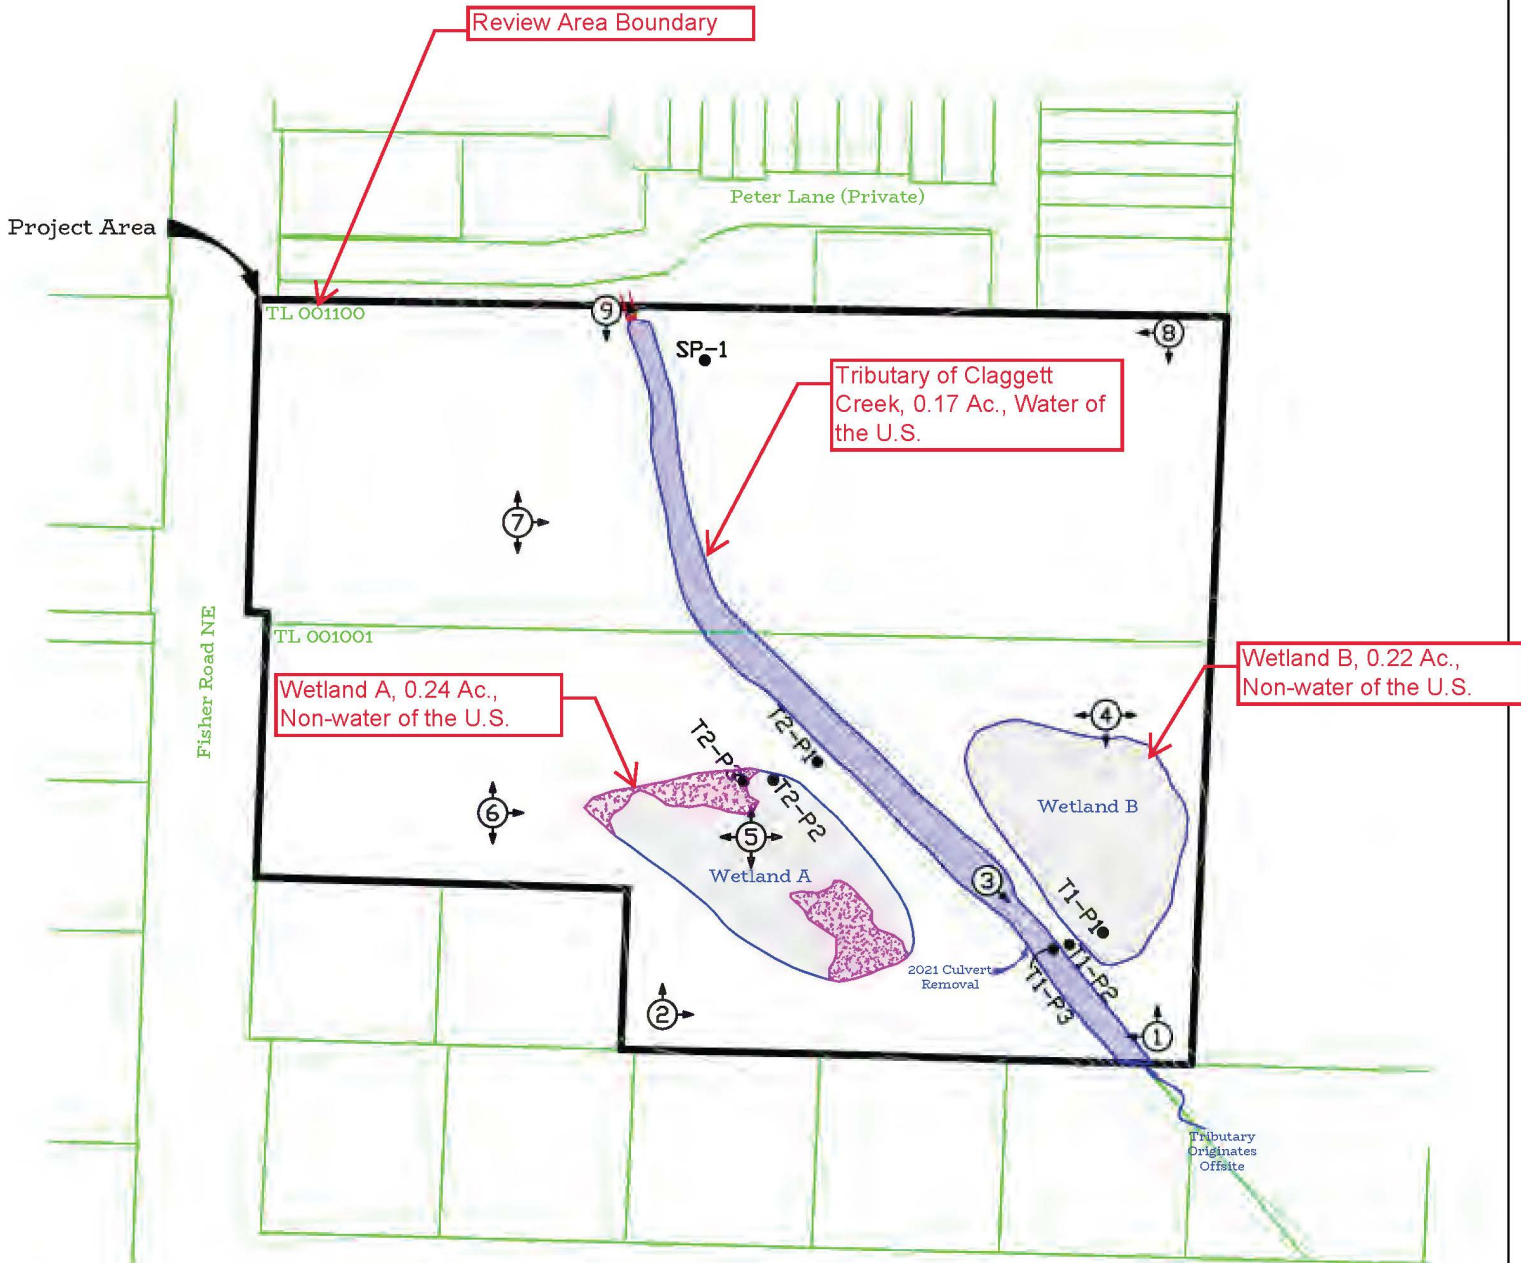 Review Area Boundary
Peter Lane (Private)
Project Area
TL 001100
9
8
SP-1
Tributary of Claggett
Creek, 0.17 Ac., Water of
the U.S.
7
Fisher Road NE
TL 001001
Wetland B, 0.22 Ac.,
Non-water of the U.S.
Wetland A, 0.24 Ac.,
Non-water of the U.S.
4
T2-P1
T2-P3
T2-P2
Wetland B
6
5
Wetland A
3
T1-P1
T1-P2
T1-P3
2021 Culvert
Removal
2
1
Tributary
Originates
Offsite